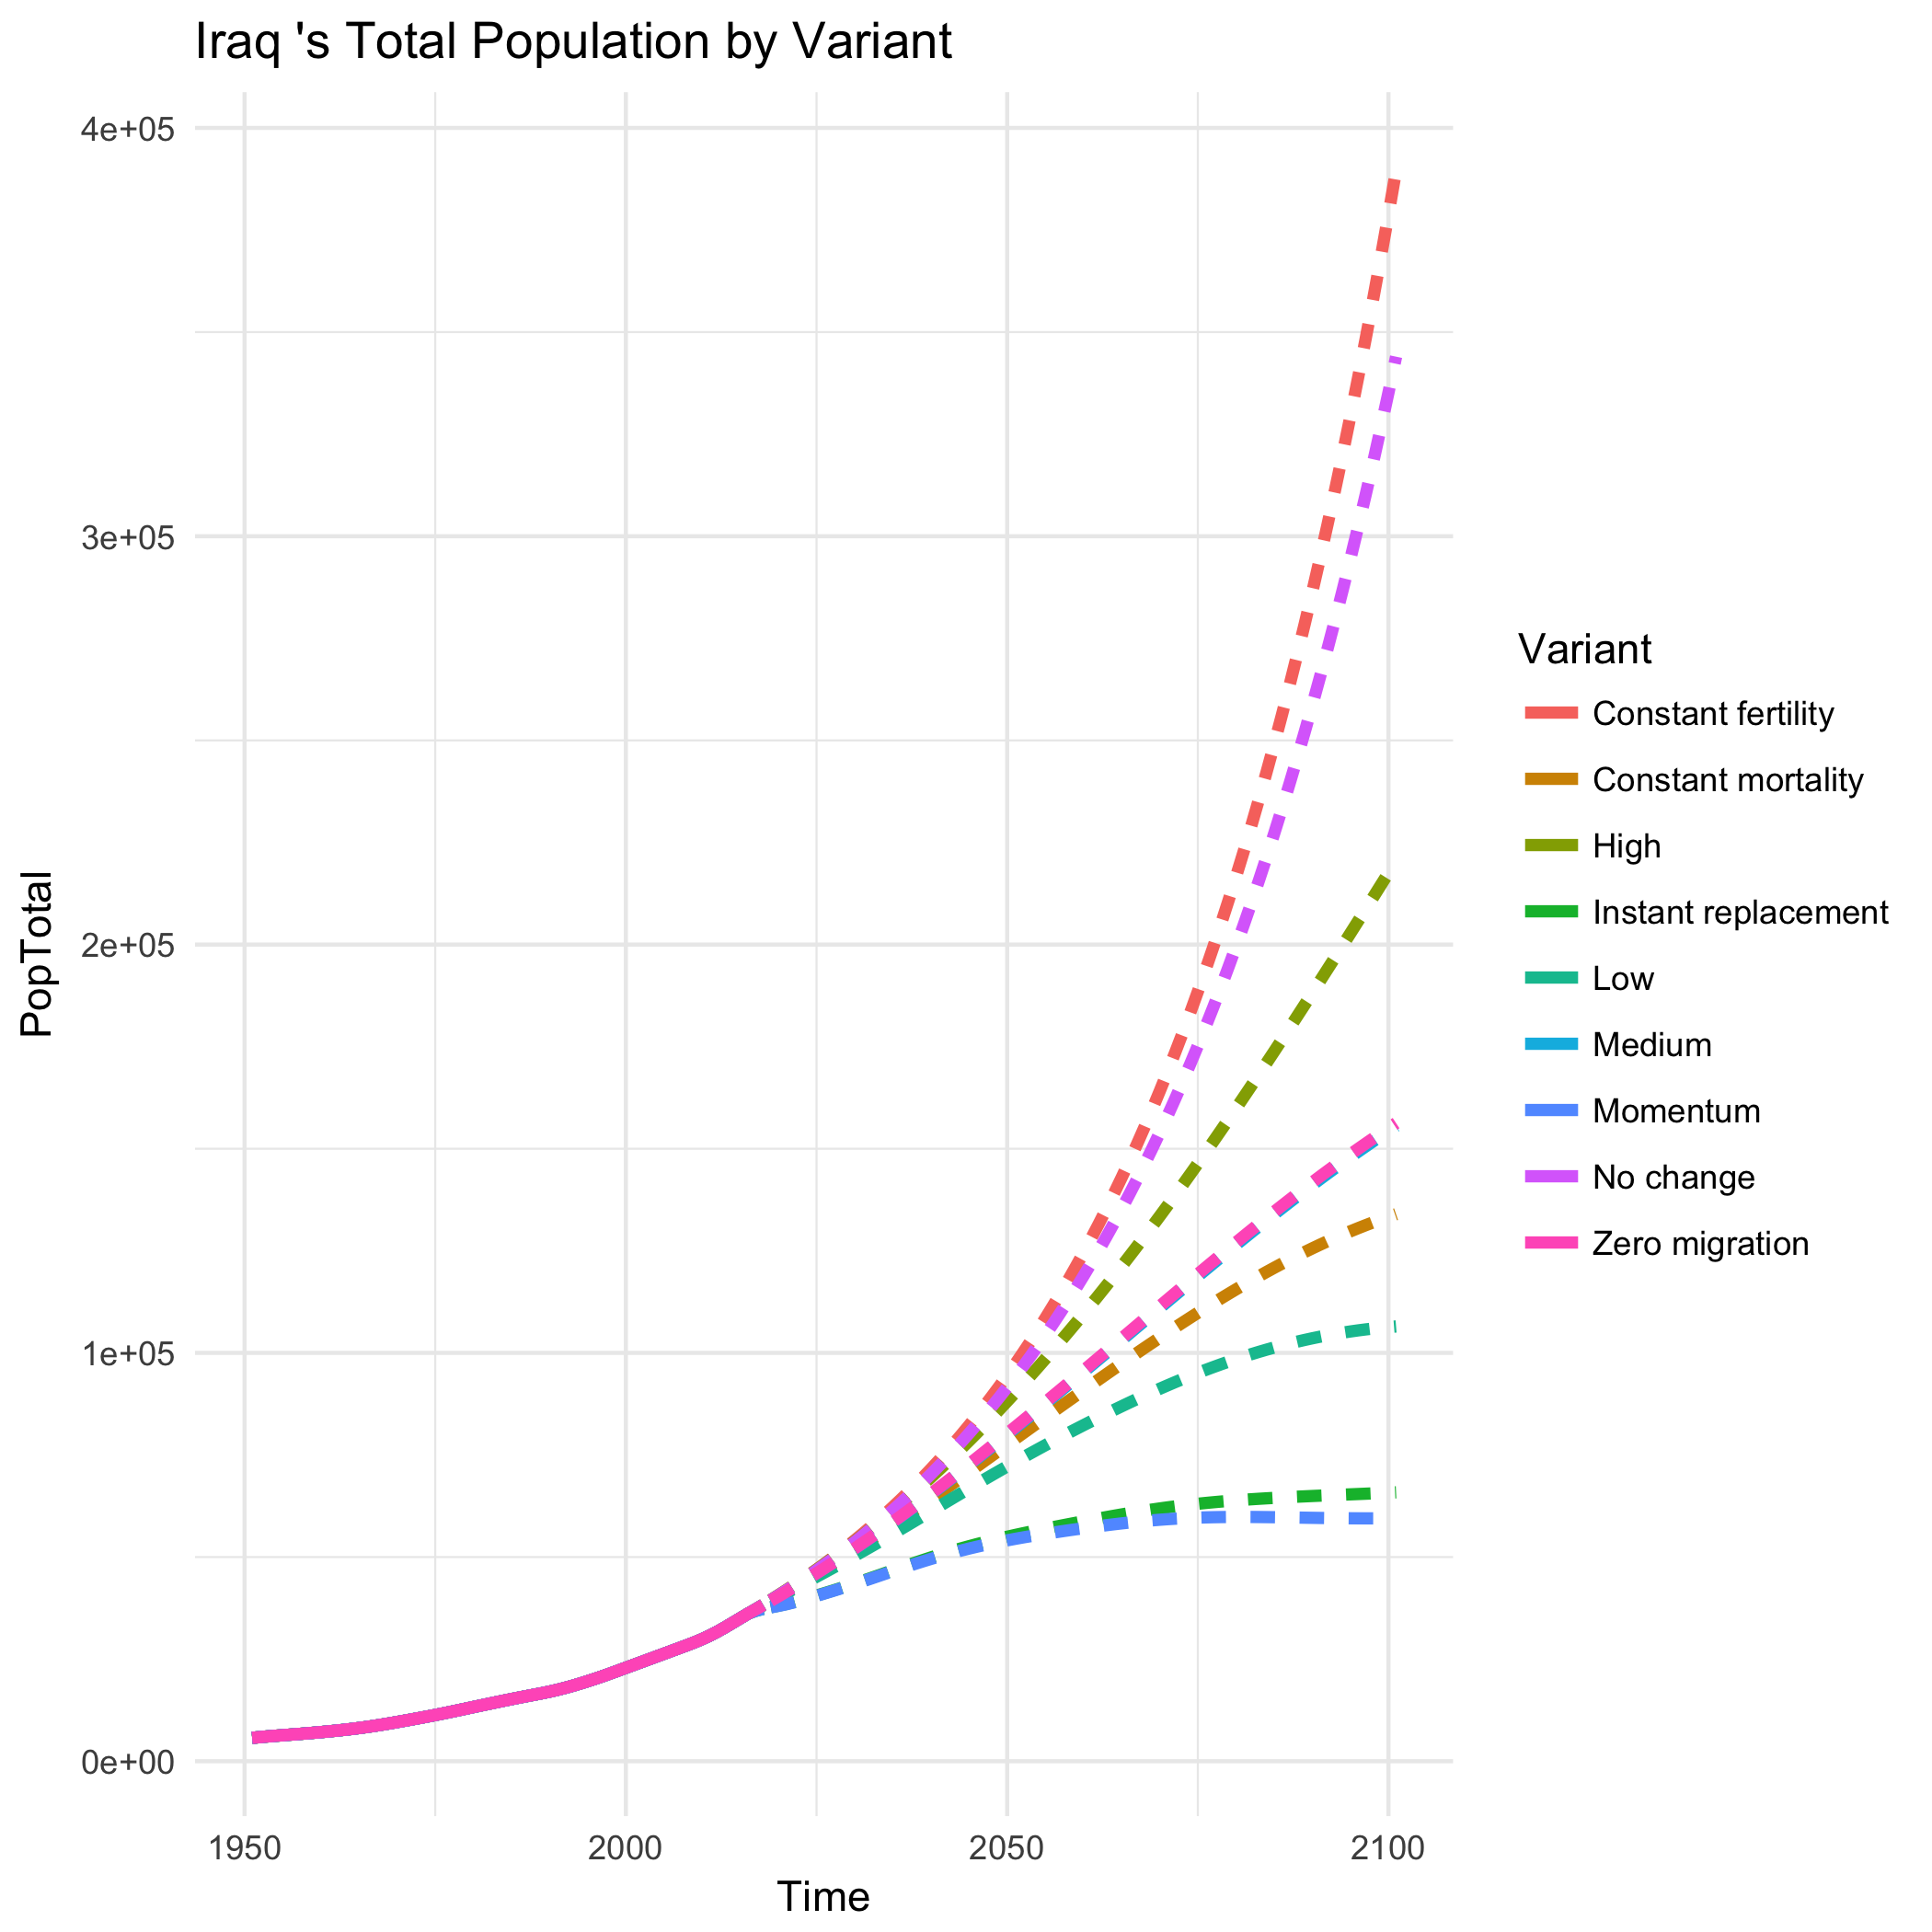 Iraq 's Total Population by Variant
4e+05
3e+05
2e+05
1e+05
0e+00
PopTotal
1950
2000
2050
2100
Time
Variant
Constant fertility
Constant mortality
High
Instant replacement
Low
Medium
Momentum
No change
Zero migration